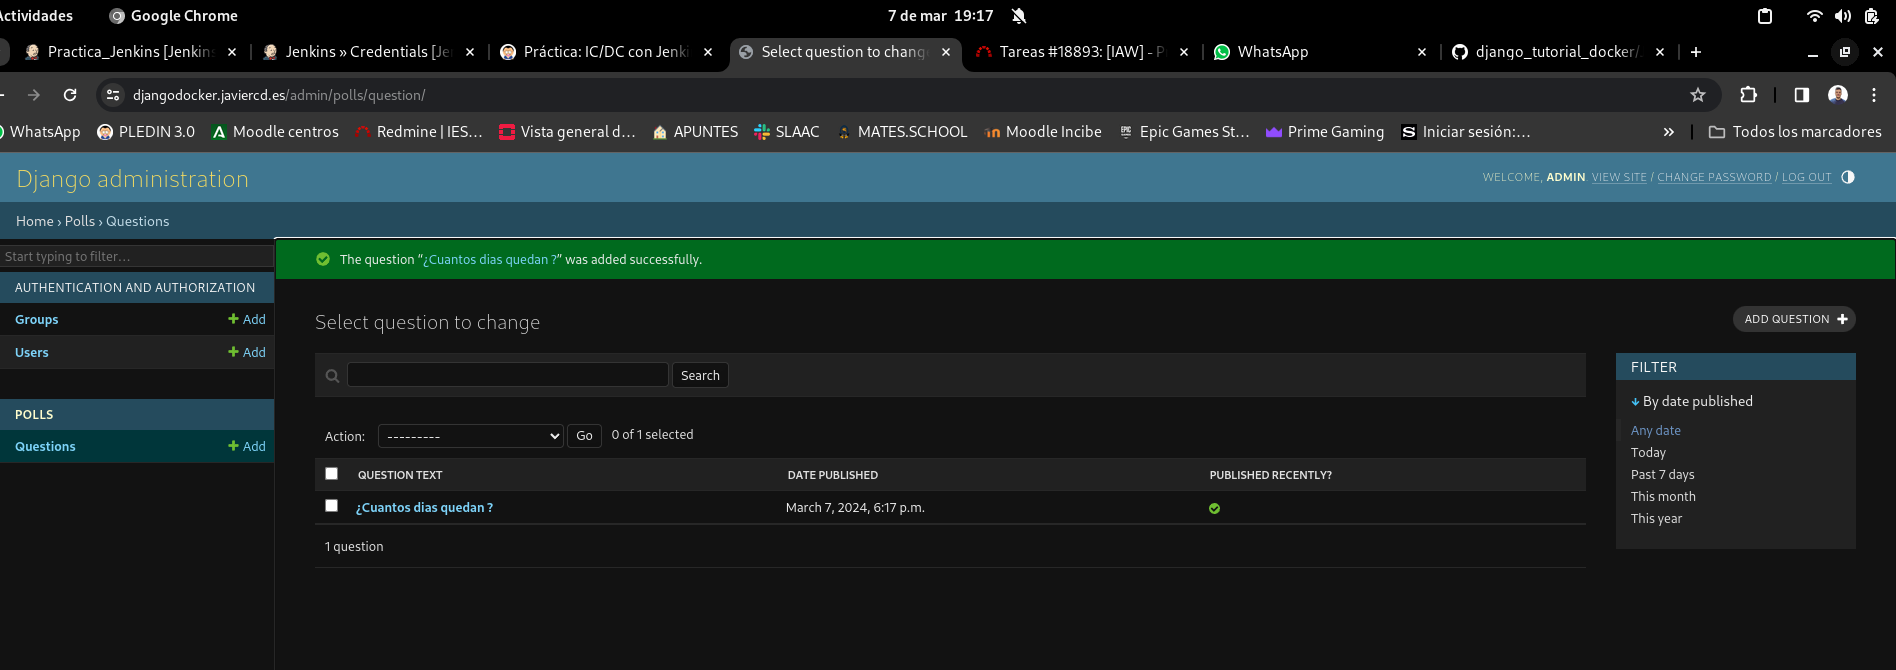 Actividades Google Chrome 7 de mar 19:17
Practica_Jenkins [Jenkins Jenkins » Credentials [Je Práctica: IC/DC con Jenki Select question to change Tareas #18893: [IAW] - P WhatsApp django_tutorial_docker/
djangodocker.javiercd.es/admin/polls/question/
WhatsApp PLEDIN 3.0 Moodle centros Redmine | IES... Vista general d... APUNTES SLAAC MATES.SCHOOL Moodle Incibe Epic Games St... Prime Gaming Iniciar sesión:... » Todos los marcadores
Django administration WELCOME, ADMIN VIEW SITE / CHANGE PASSWORD / LOG OUT
Home › Polls › Questions
Start typing to filter...
The question “¿Cuantos dias quedan ?” was added successfully.
AUTHENTICATION AND AUTHORIZATION
Groups + Add
Users + Add
POLLS
Questions + Add
Select question to change
ADD QUESTION +
Search
Action: --------- Go 0 of 1 selected
QUESTION TEXT DATE PUBLISHED PUBLISHED RECENTLY?
¿Cuantos dias quedan ? March 7, 2024, 6:17 p.m.
1 question
FILTER
↓ By date published
Any date
Today
Past 7 days
This month
This year